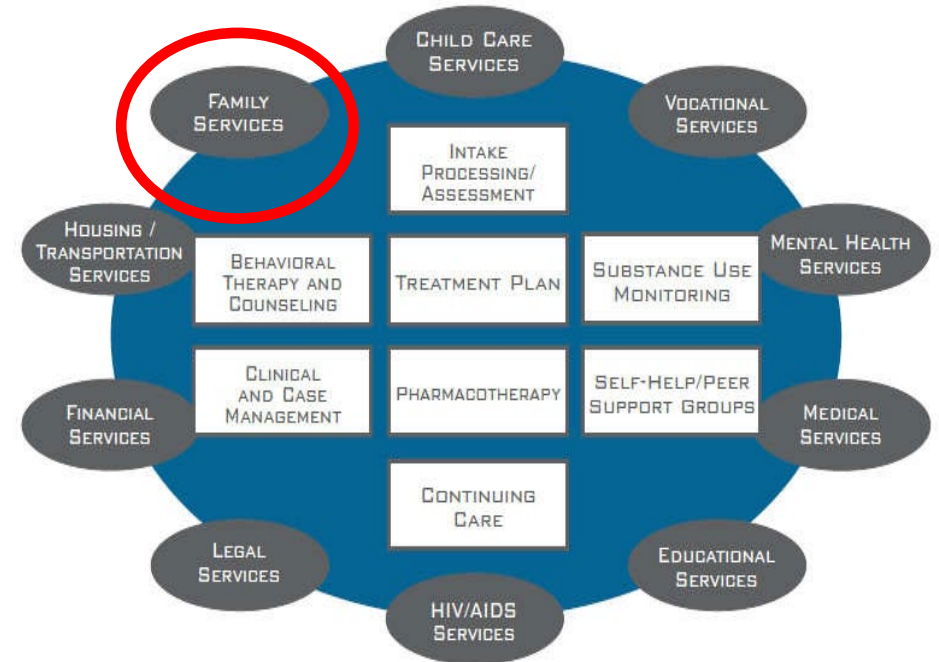 CHILD CARE
SERVICES
FAMILY
SERVICES
VOCATIONAL
SERVICES
INTAKE
PROCESSING/
ASSESSMENT
HOUSING /
TRANSPORTATION
SERVICES
BEHAVIORAL
THERAPY AND
COUNSELING
TREATMENT PLAN
SUBSTANCE USE
MONITORING
MENTAL HEALTH
SERVICES
CLINICAL
AND CASE
MANAGEMENT
PHARMACOTHERAPY
SELF-HELP/PEER
SUPPORT GROUPS
FINANCIAL
SERVICES
MEDICAL
SERVICES
CONTINUING
CARE
LEGAL
SERVICES
EDUCATIONAL
SERVICES
HIV/AIDS
SERVICES